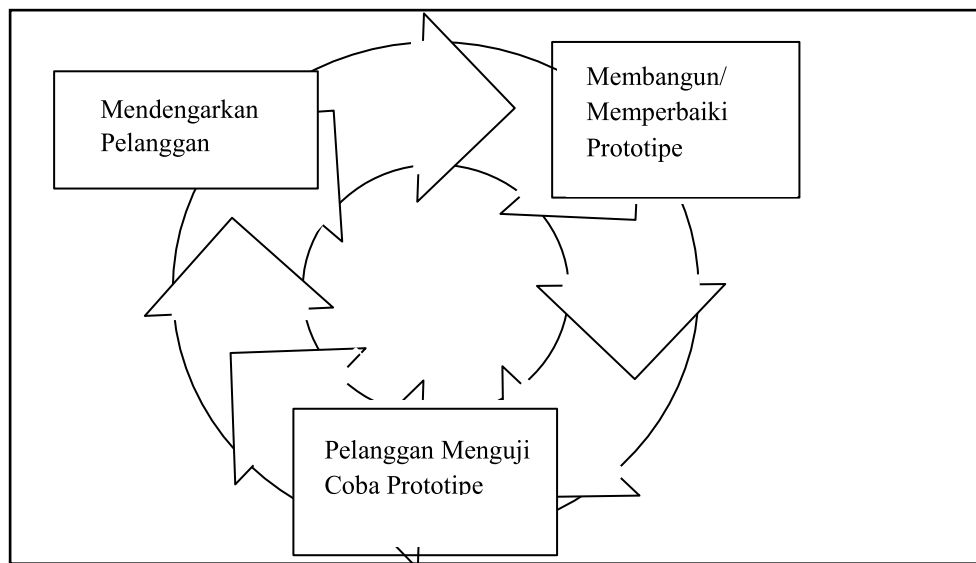 Mendengarkan
Pelanggan
Membangun/
Memperbaiki
Prototipe
Pelanggan Menguji
Coba Prototipe